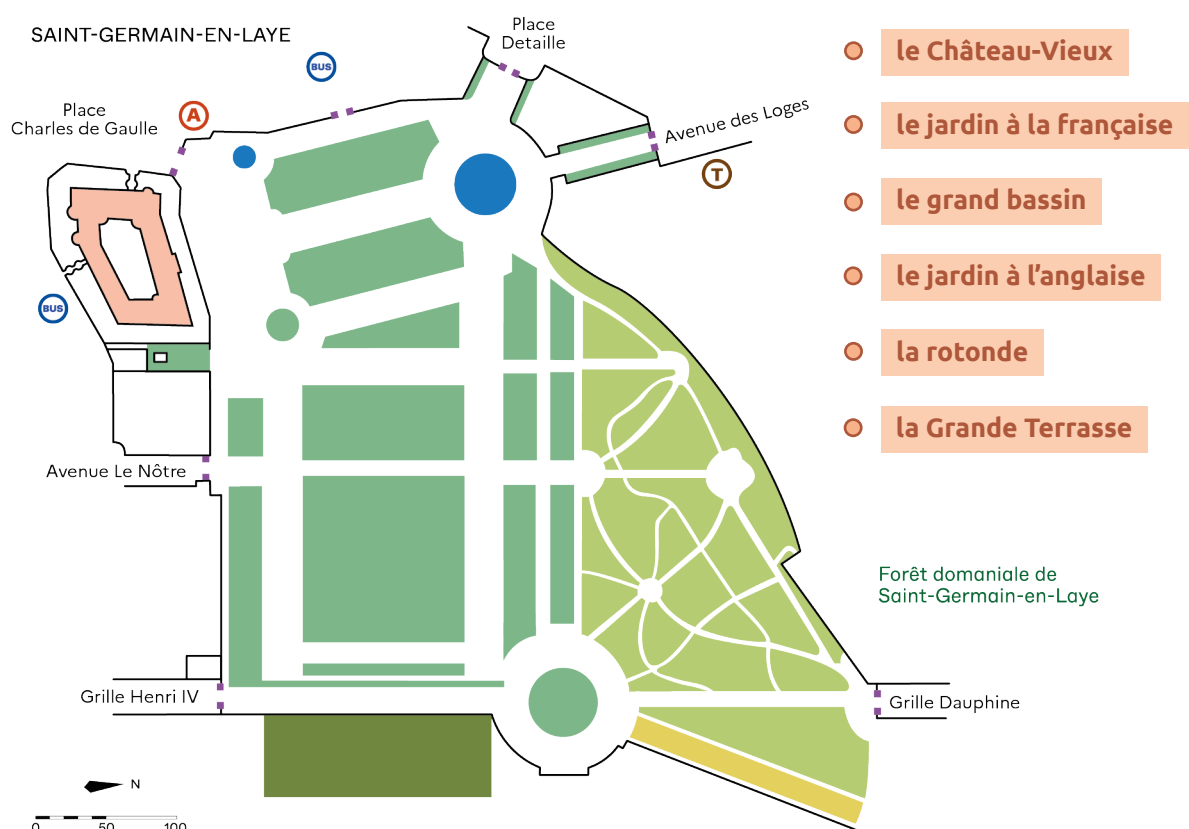 SAINT-GERMAIN-EN-LAYE
Place
Detaille
BUS
Place
Charles de Gaulle
A
Avenue des Loges
T
BUS
Avenue Le Nôtre
Grille Henri IV
Grille Dauphine
N
0 50 100
le Château-Vieux
le jardin à la française
le grand bassin
le jardin à l’anglaise
la rotonde
la Grande Terrasse
Forêt domaniale de
Saint-Germain-en-Laye